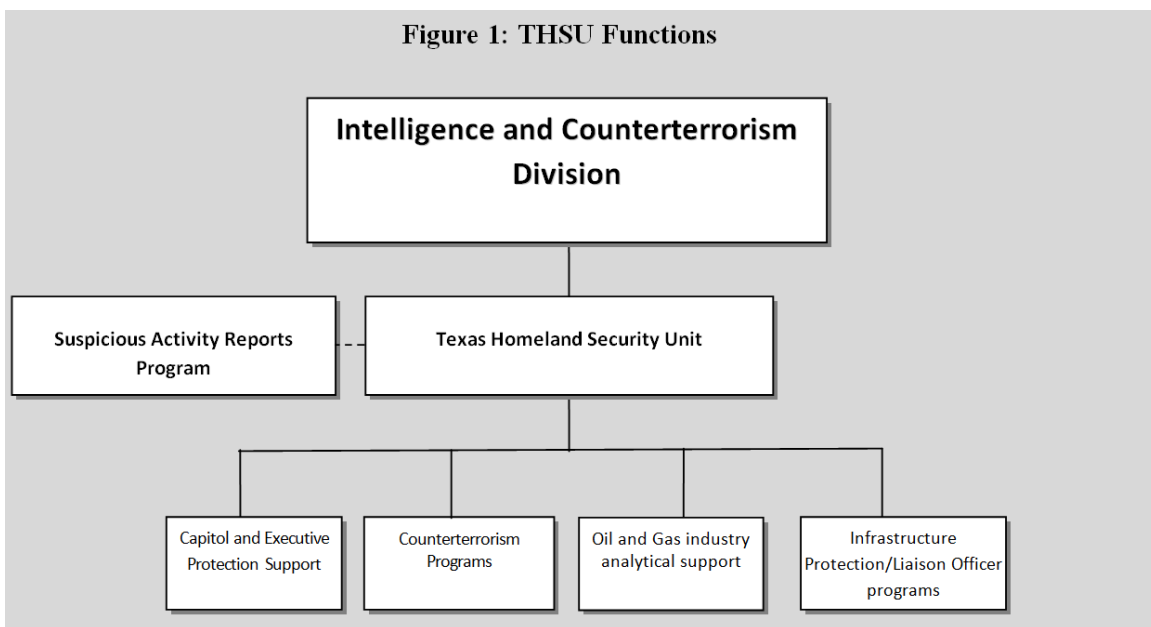 Figure 1: THSU Functions
Intelligence and Counterterrorism
Division
Suspicious Activity Reports
Program
Texas Homeland Security Unit
Capitol and Executive
Protection Support
Counterterrorism
Programs
Oil and Gas industry
analytical support
Infrastructure
Protection/Liaison Officer
programs